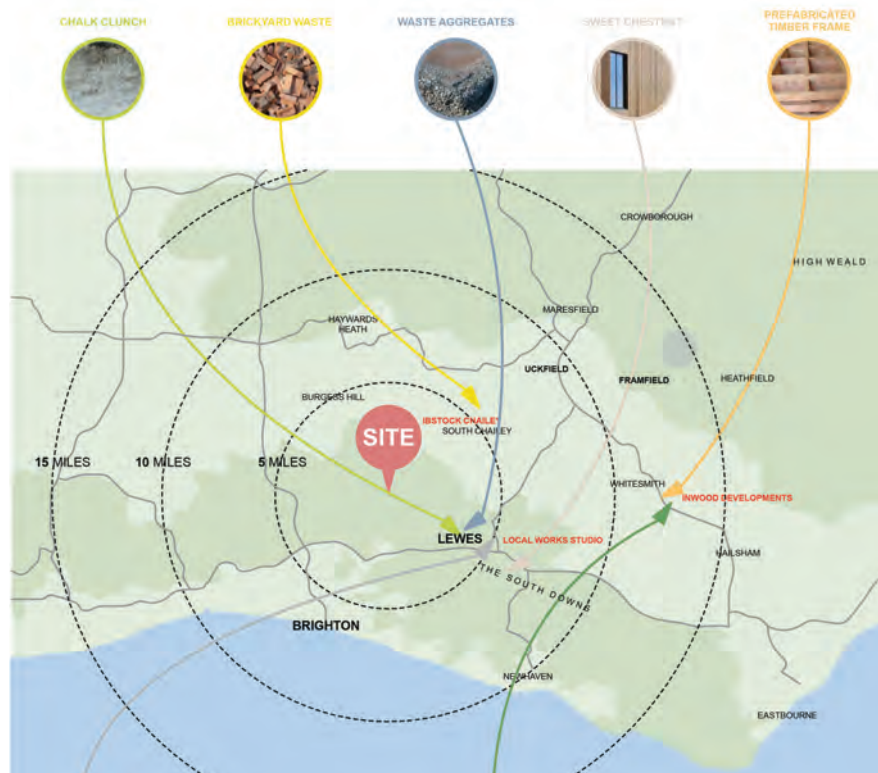 CHALK CLUNCH
BRICKYARD WASTE
WASTE AGGREGATES
SWEET CHESTNUT
PREFABRICATED
TIMBER FRAME
CROWBOROUGH
HIGH WEALD
MARESFIELD
HAYWARDS
HEATH
UCKFIELD
FRAMFIELD
HEATHFIELD
BURGESS HILL
IBSTOCK CHAILEY
SOUTH CHAILEY
SITE
15 MILES
10 MILES
5 MILES
WHITESMITH
INWOOD DEVELOPMENTS
LEWES
LOCAL WORKS STUDIO
HAILSHAM
THE SOUTH DOWNS
BRIGHTON
NEWHAVEN
EASTBOURNE